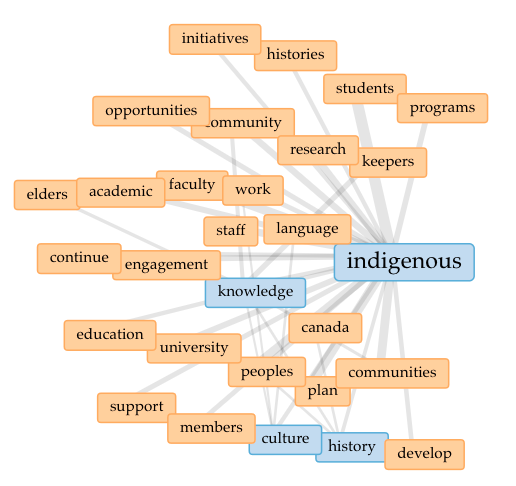 initiatives
histories
students
programs
opportunities
community
research
keepers
elders
academic
faculty
work
staff
language
continue
engagement
indigenous
knowledge
canada
education
university
peoples
plan
communities
support
members
culture
history
develop